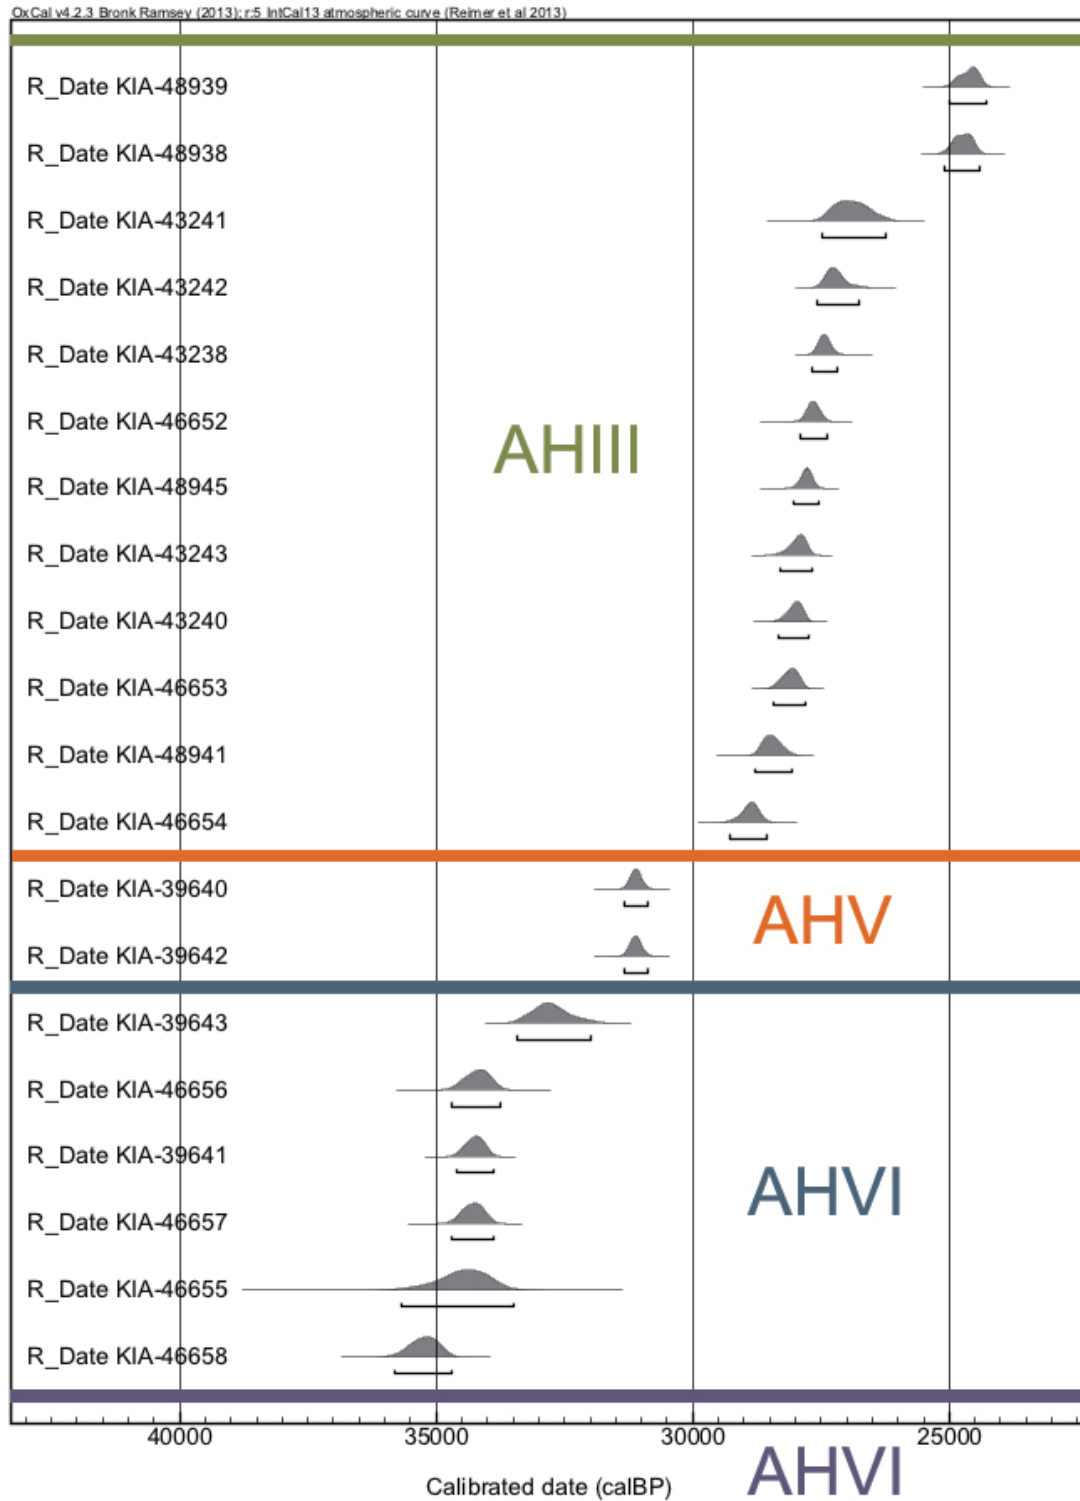 OxCal v4.2.3 Bronk Ramsey (2013); r:5 IntCal13 atmospheric curve (Reimer et al 2013)
R_Date KIA-48939
R_Date KIA-48938
R_Date KIA-43241
R_Date KIA-43242
R_Date KIA-43238
R_Date KIA-46652
AHIII
R_Date KIA-48945
R_Date KIA-43243
R_Date KIA-43240
R_Date KIA-46653
R_Date KIA-48941
R_Date KIA-46654
R_Date KIA-39640
AHV
R_Date KIA-39642
R_Date KIA-39643
R_Date KIA-46656
R_Date KIA-39641
AHVI
R_Date KIA-46657
R_Date KIA-46655
R_Date KIA-46658
40000 35000 30000 25000
AHVI
Calibrated date (calBP)